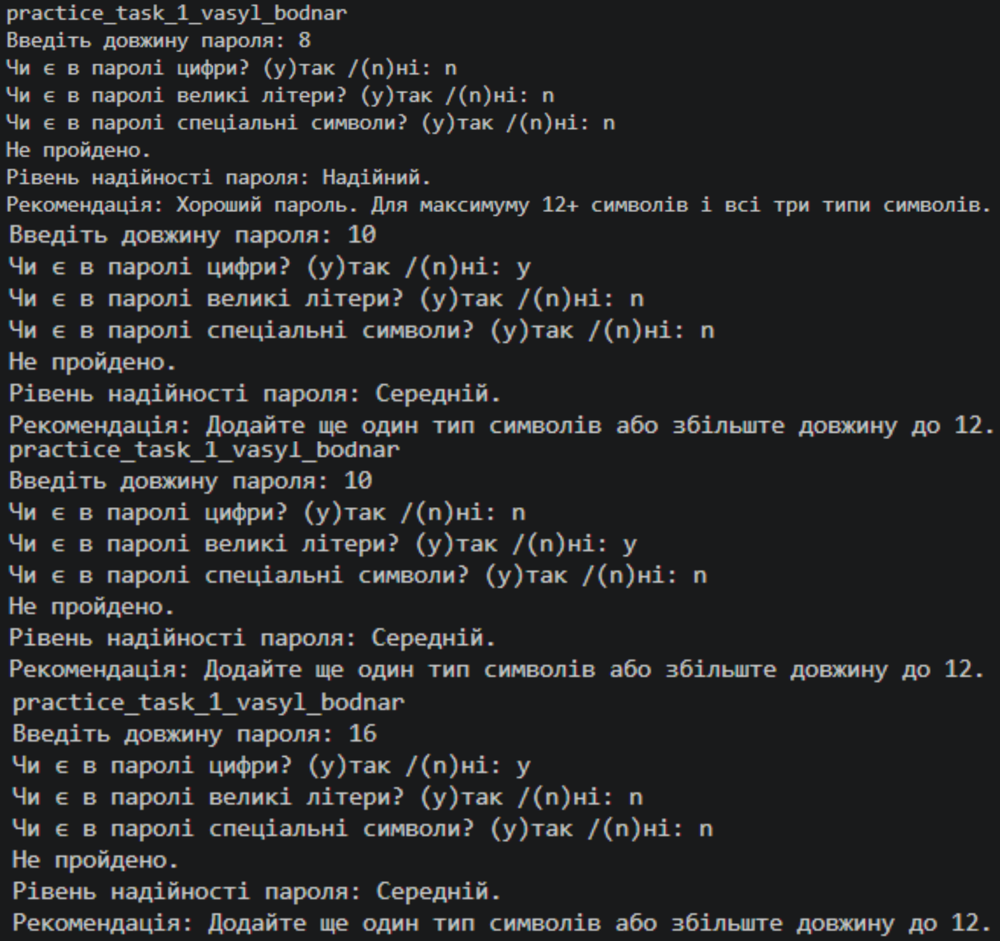 practice_task_1_vasyl_bodnar
Введіть довжину пароля: 8
Чи є в паролі цифри? (y)так /(n)ні: n
Чи є в паролі великі літери? (y)так /(n)ні: n
Чи є в паролі спеціальні символи? (y)так /(n)ні: n
Не пройдено.
Рівень надійності пароля: Надійний.
Рекомендація: Хороший пароль. Для максимуму 12+ символів і всі три типи символів.
Введіть довжину пароля: 10
Чи є в паролі цифри? (y)так /(n)ні: y
Чи є в паролі великі літери? (y)так /(n)ні: n
Чи є в паролі спеціальні символи? (y)так /(n)ні: n
Не пройдено.
Рівень надійності пароля: Середній.
Рекомендація: Додайте ще один тип символів або збільште довжину до 12.
practice_task_1_vasyl_bodnar
Введіть довжину пароля: 10
Чи є в паролі цифри? (y)так /(n)ні: n
Чи є в паролі великі літери? (y)так /(n)ні: y
Чи є в паролі спеціальні символи? (y)так /(n)ні: n
Не пройдено.
Рівень надійності пароля: Середній.
Рекомендація: Додайте ще один тип символів або збільште довжину до 12.
practice_task_1_vasyl_bodnar
Введіть довжину пароля: 16
Чи є в паролі цифри? (y)так /(n)ні: y
Чи є в паролі великі літери? (y)так /(n)ні: n
Чи є в паролі спеціальні символи? (y)так /(n)ні: n
Не пройдено.
Рівень надійності пароля: Середній.
Рекомендація: Додайте ще один тип символів або збільште довжину до 12.